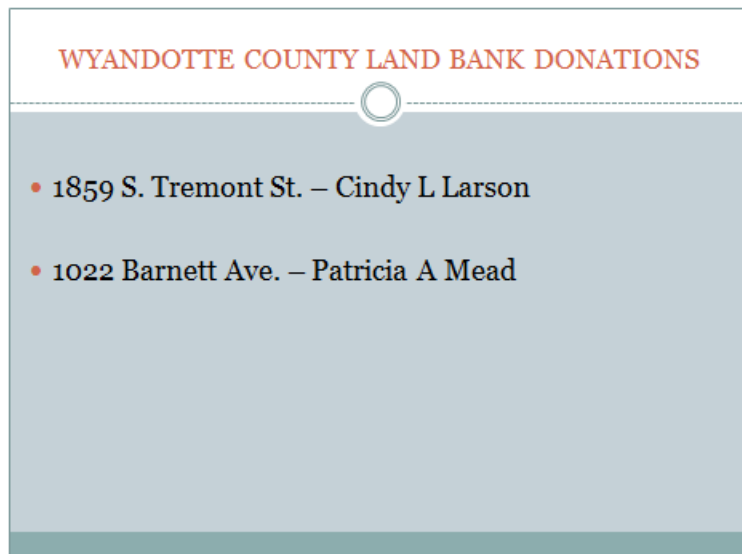 WYANDOTTE COUNTY LAND BANK DONATIONS
• 1859 S. Tremont St. – Cindy L Larson
• 1022 Barnett Ave. – Patricia A Mead